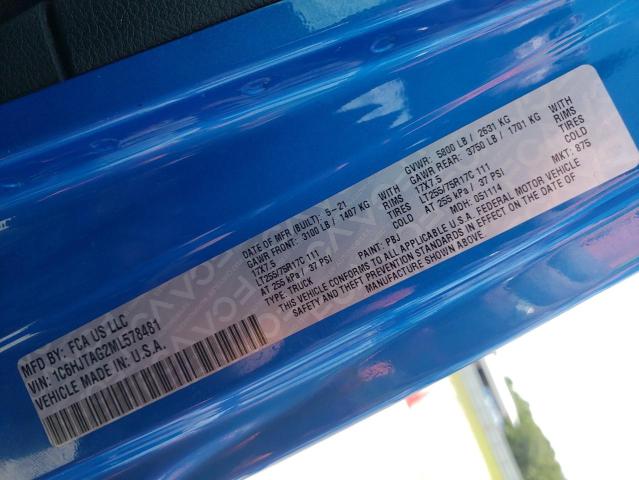 MFD BY: FCA US LLC
VIN: 1C6HJTAG2ML578481
VEHICLE MADE IN: U.S.A.
DATE OF MFR (BUILT): 5-21
GAWR FRONT: 3100 LB / 1407 KG WITH
17X7.5 RIMS
LT255/75R17C 111 TIRES
AT 255 kPa / 37 PSI COLD
TYPE: TRUCK PAINT: PBJ
GVWR: 5800 LB / 2631 KG
GAWR REAR: 3750 LB / 1701 KG WITH
17X7.5 RIMS
LT255/75R17C 111 TIRES
AT 255 kPa / 37 PSI COLD
MDH: 051114 MKT: 875
THIS VEHICLE CONFORMS TO ALL APPLICABLE U.S.A. FEDERAL MOTOR VEHICLE
SAFETY AND THEFT PREVENTION STANDARDS IN EFFECT ON THE DATE OF
MANUFACTURE SHOWN ABOVE.